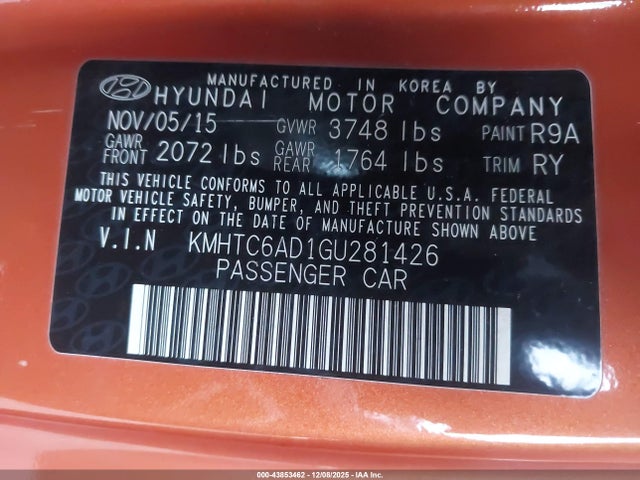 MANUFACTURED IN KOREA BY
HYUNDAI MOTOR COMPANY
NOV/05/15 GVWR 3748 lbs PAINT R9A
GAWR FRONT 2072 lbs GAWR REAR 1764 lbs TRIM RY
THIS VEHICLE CONFORMS TO ALL APPLICABLE U.S.A. FEDERAL
MOTOR VEHICLE SAFETY, BUMPER, AND THEFT PREVENTION STANDARDS
IN EFFECT ON THE DATE OF MANUFACTURE SHOWN ABOVE.
V.I.N KMHTC6AD1GU281426
PASSENGER CAR
000-43853462 - 12/08/2025 - IAA Inc.